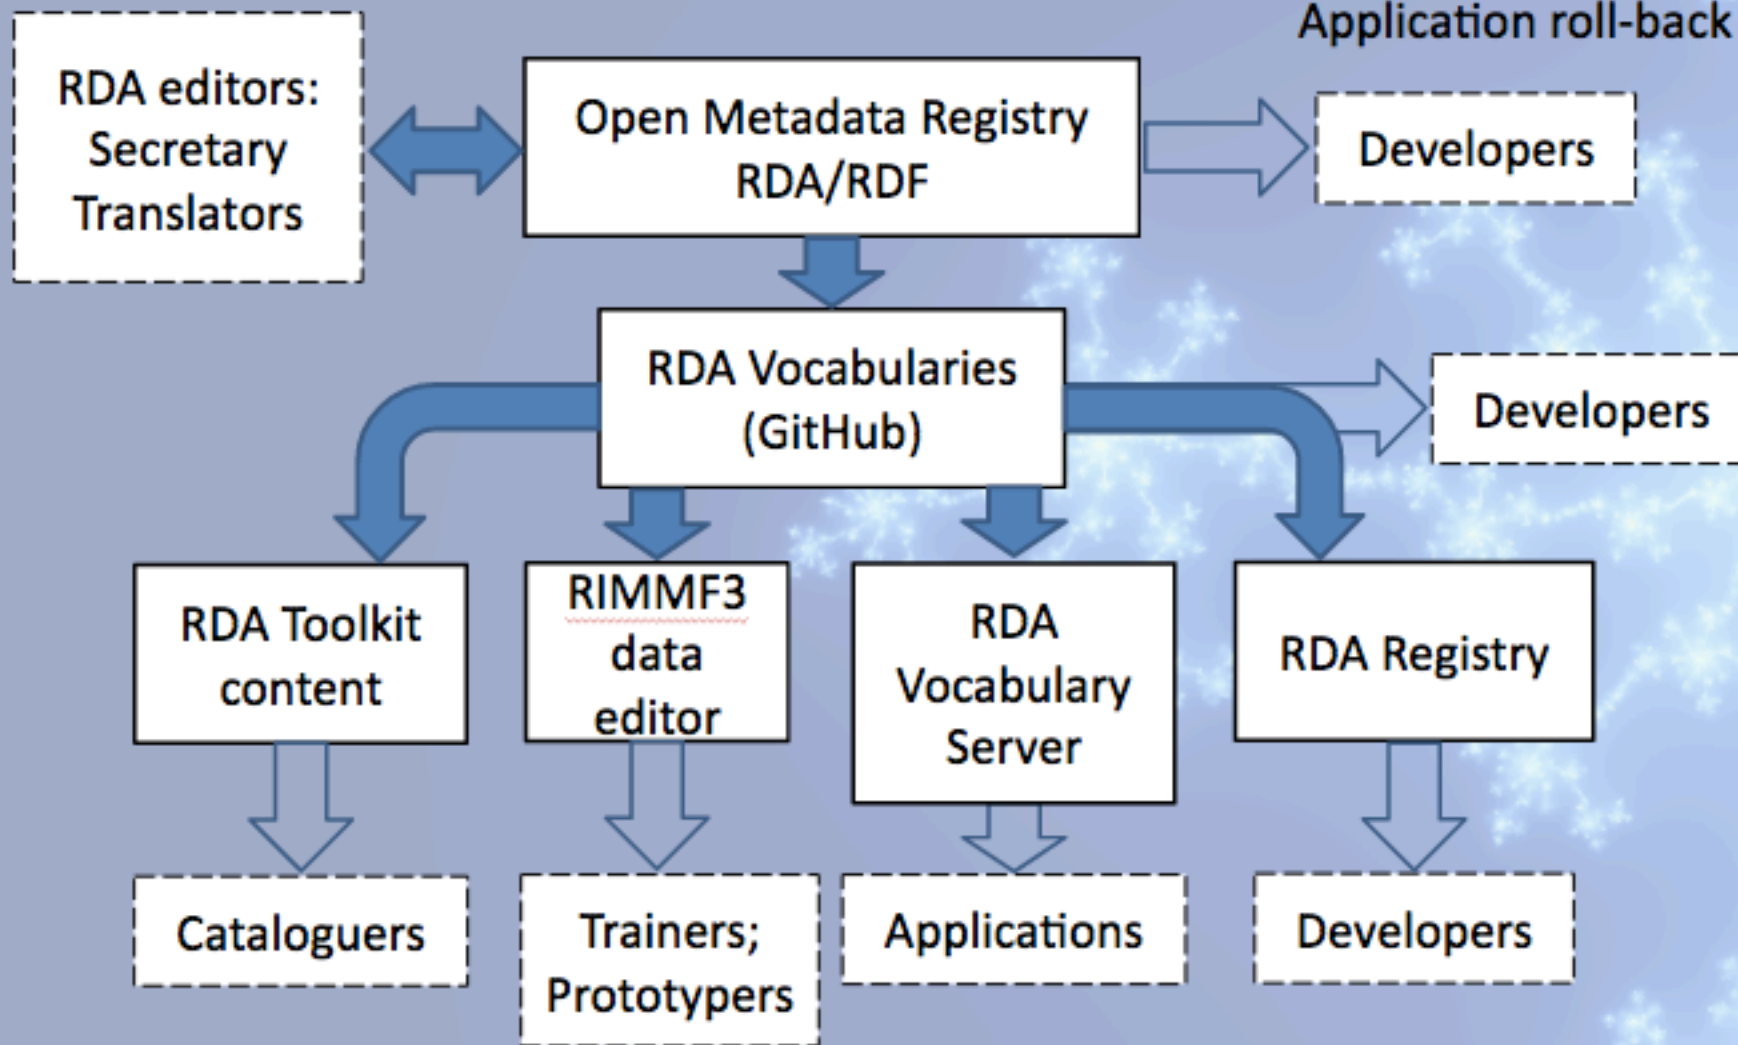 Application roll-back
RDA editors:
Secretary
Translators
Open Metadata Registry
RDA/RDF
Developers
RDA Vocabularies
(GitHub)
Developers
RDA Toolkit
content
RIMMF3
data
editor
RDA
Vocabulary
Server
RDA Registry
Cataloguers
Trainers;
Prototypers
Applications
Developers